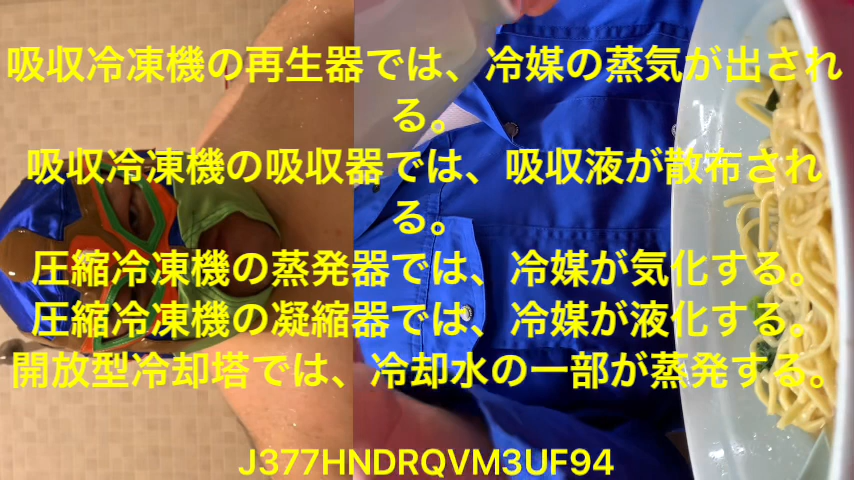 吸収冷凍機の再生器では、冷媒の蒸気が出され
る。
吸収冷凍機の吸収器では、吸収液が散布され
る。
圧縮冷凍機の蒸発器では、冷媒が気化する。
圧縮冷凍機の凝縮器では、冷媒が液化する。
開放型冷却塔では、冷却水の一部が蒸発する。
J377HNDRQVM3UF94